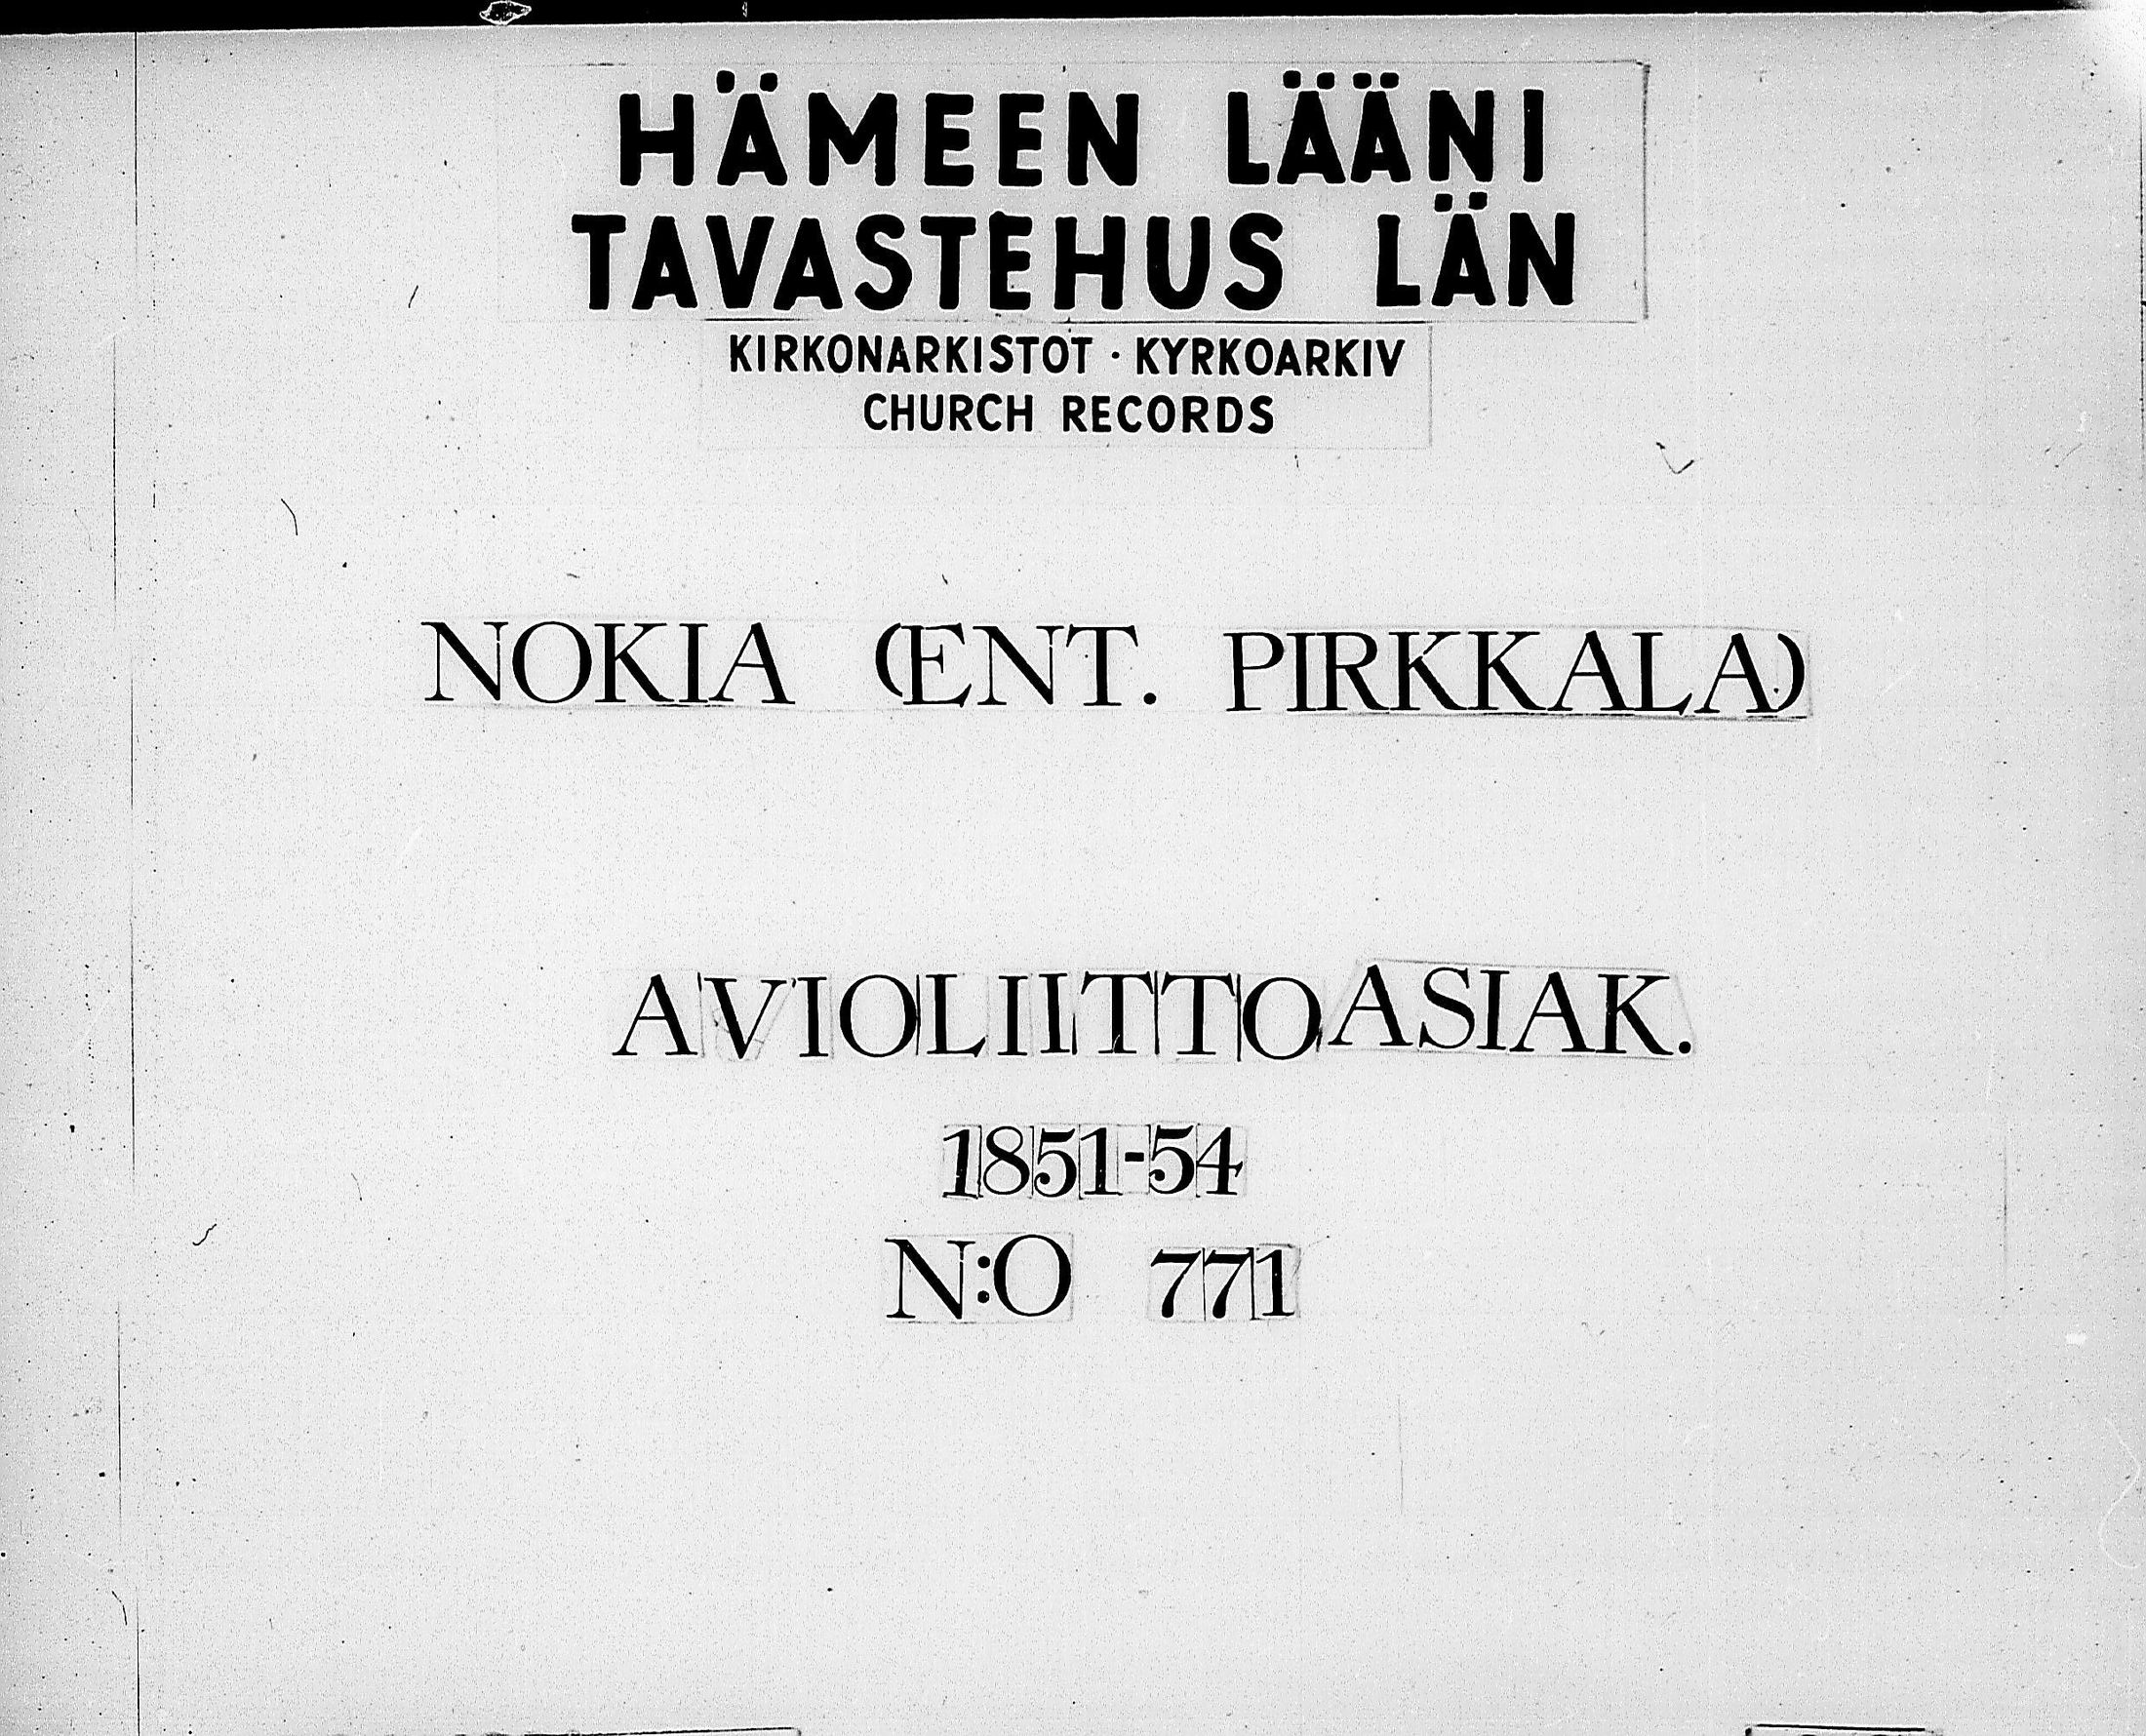 HÄMEEN LÄÄNI
TAVASTEHUS LÄN
KIRKONARKISTOT · KYRKOARKIV
CHURCH RECORDS
NOKIA (ENT. PIRKKALA)
AVIOLIITTOASIAK.
1851-54
N:O 771